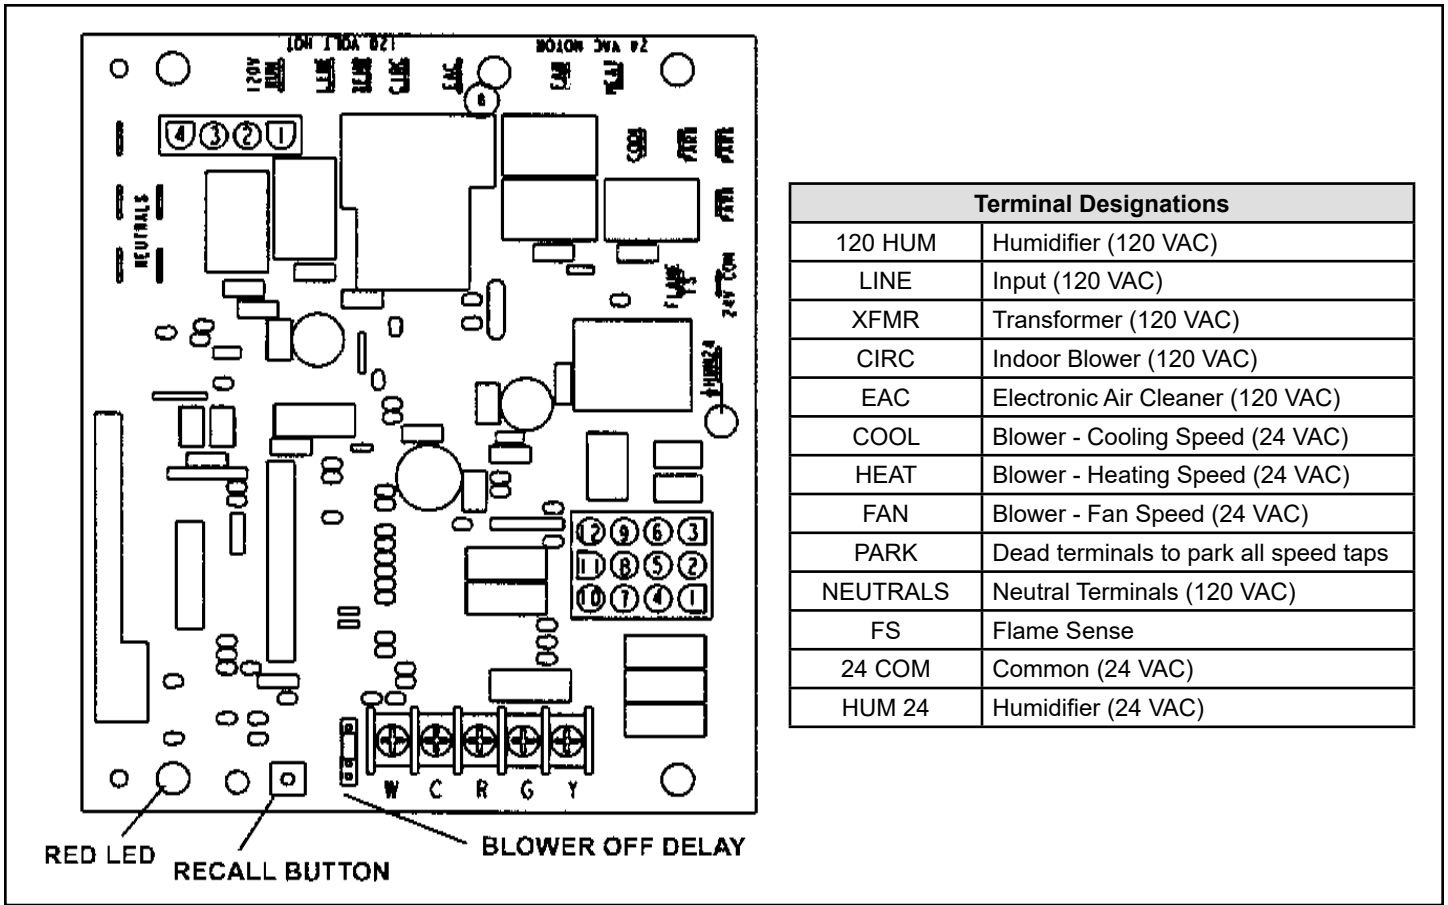 120 VOLT HOT
24 VAC MOTOR
120V HUM
LINE
XFMR
CIRC
EAC
FAN
HEAT
4 3 2 1
COOL
PARK
PARK
NEUTRALS
PARK
FLAME
FS
24V COM
HUM24
12 9 6 3
11 8 5 2
10 7 4 1
W C R G Y
RED LED
RECALL BUTTON
BLOWER OFF DELAY
Terminal Designations
120 HUM Humidifier (120 VAC)
LINE Input (120 VAC)
XFMR Transformer (120 VAC)
CIRC Indoor Blower (120 VAC)
EAC Electronic Air Cleaner (120 VAC)
COOL Blower - Cooling Speed (24 VAC)
HEAT Blower - Heating Speed (24 VAC)
FAN Blower - Fan Speed (24 VAC)
PARK Dead terminals to park all speed taps
NEUTRALS Neutral Terminals (120 VAC)
FS Flame Sense
24 COM Common (24 VAC)
HUM 24 Humidifier (24 VAC)